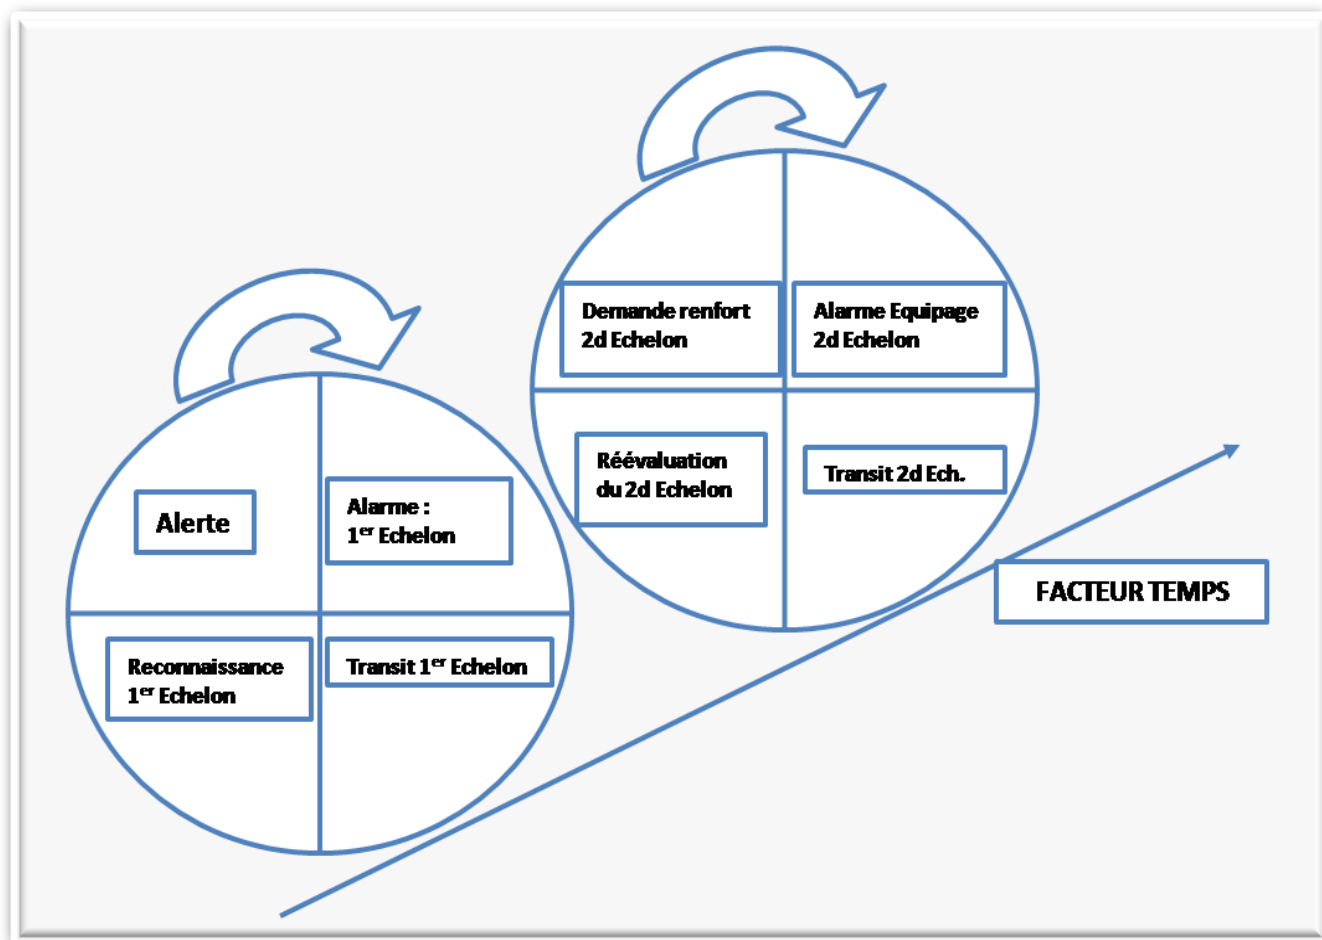 Demande renfort
2d Echelon
Alarme Equipage
2d Echelon
Réévaluation
du 2d Echelon
Transit 2d Ech.
Alerte
Alarme :
1er Echelon
Reconnaissance
1er Echelon
Transit 1er Echelon
FACTEUR TEMPS